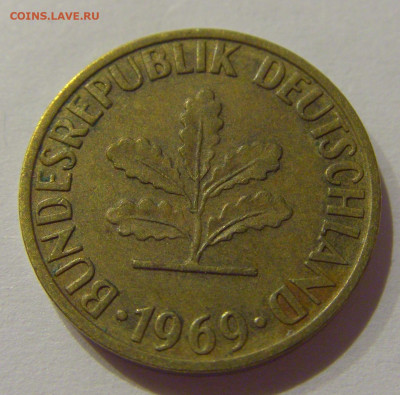 COINS.LAVE.RU
BUNDESREPUBLIK DEUTSCHLAND
· 1969 ·